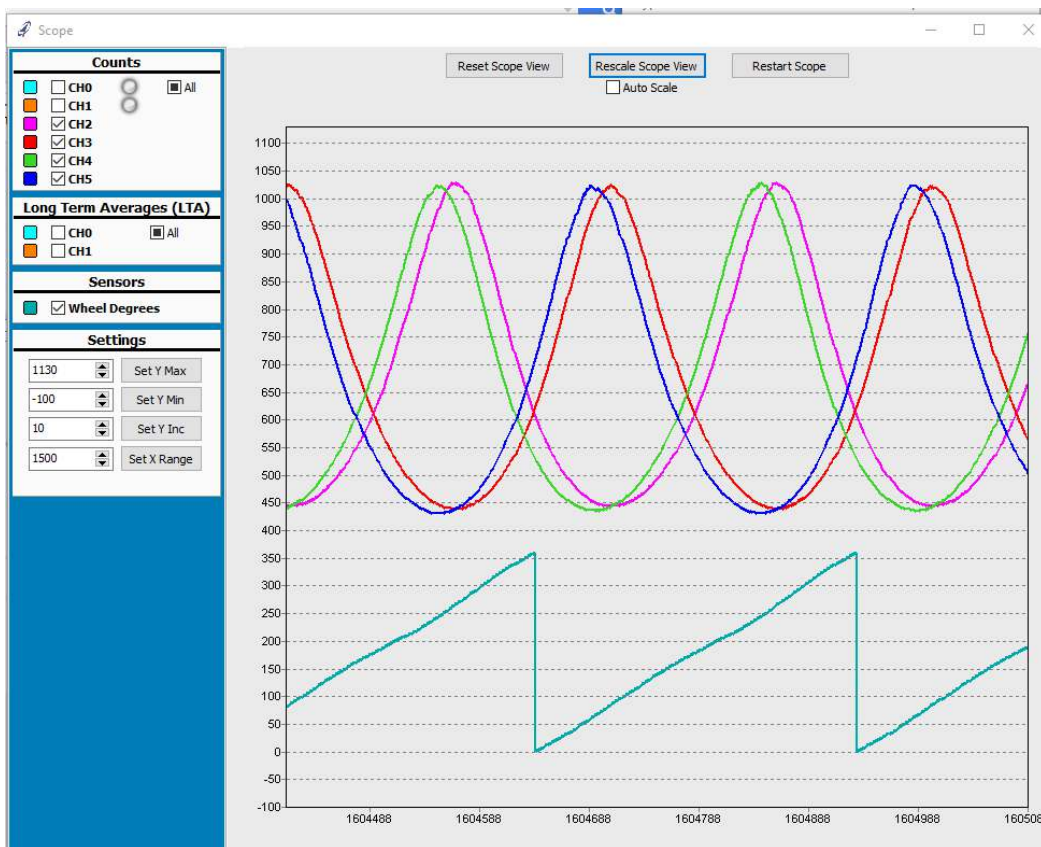 Scope
Counts
CH0 All
CH1
CH2
CH3
CH4
CH5
Long Term Averages (LTA)
CH0 All
CH1
Sensors
Wheel Degrees
Settings
1130 Set Y Max
-100 Set Y Min
10 Set Y Inc
1500 Set X Range
Reset Scope View Rescale Scope View Restart Scope
Auto Scale
1100
1050
1000
950
900
850
800
750
700
650
600
550
500
450
400
350
300
250
200
150
100
50
0
-50
-100
1604488 1604588 1604688 1604788 1604888 1604988 160508